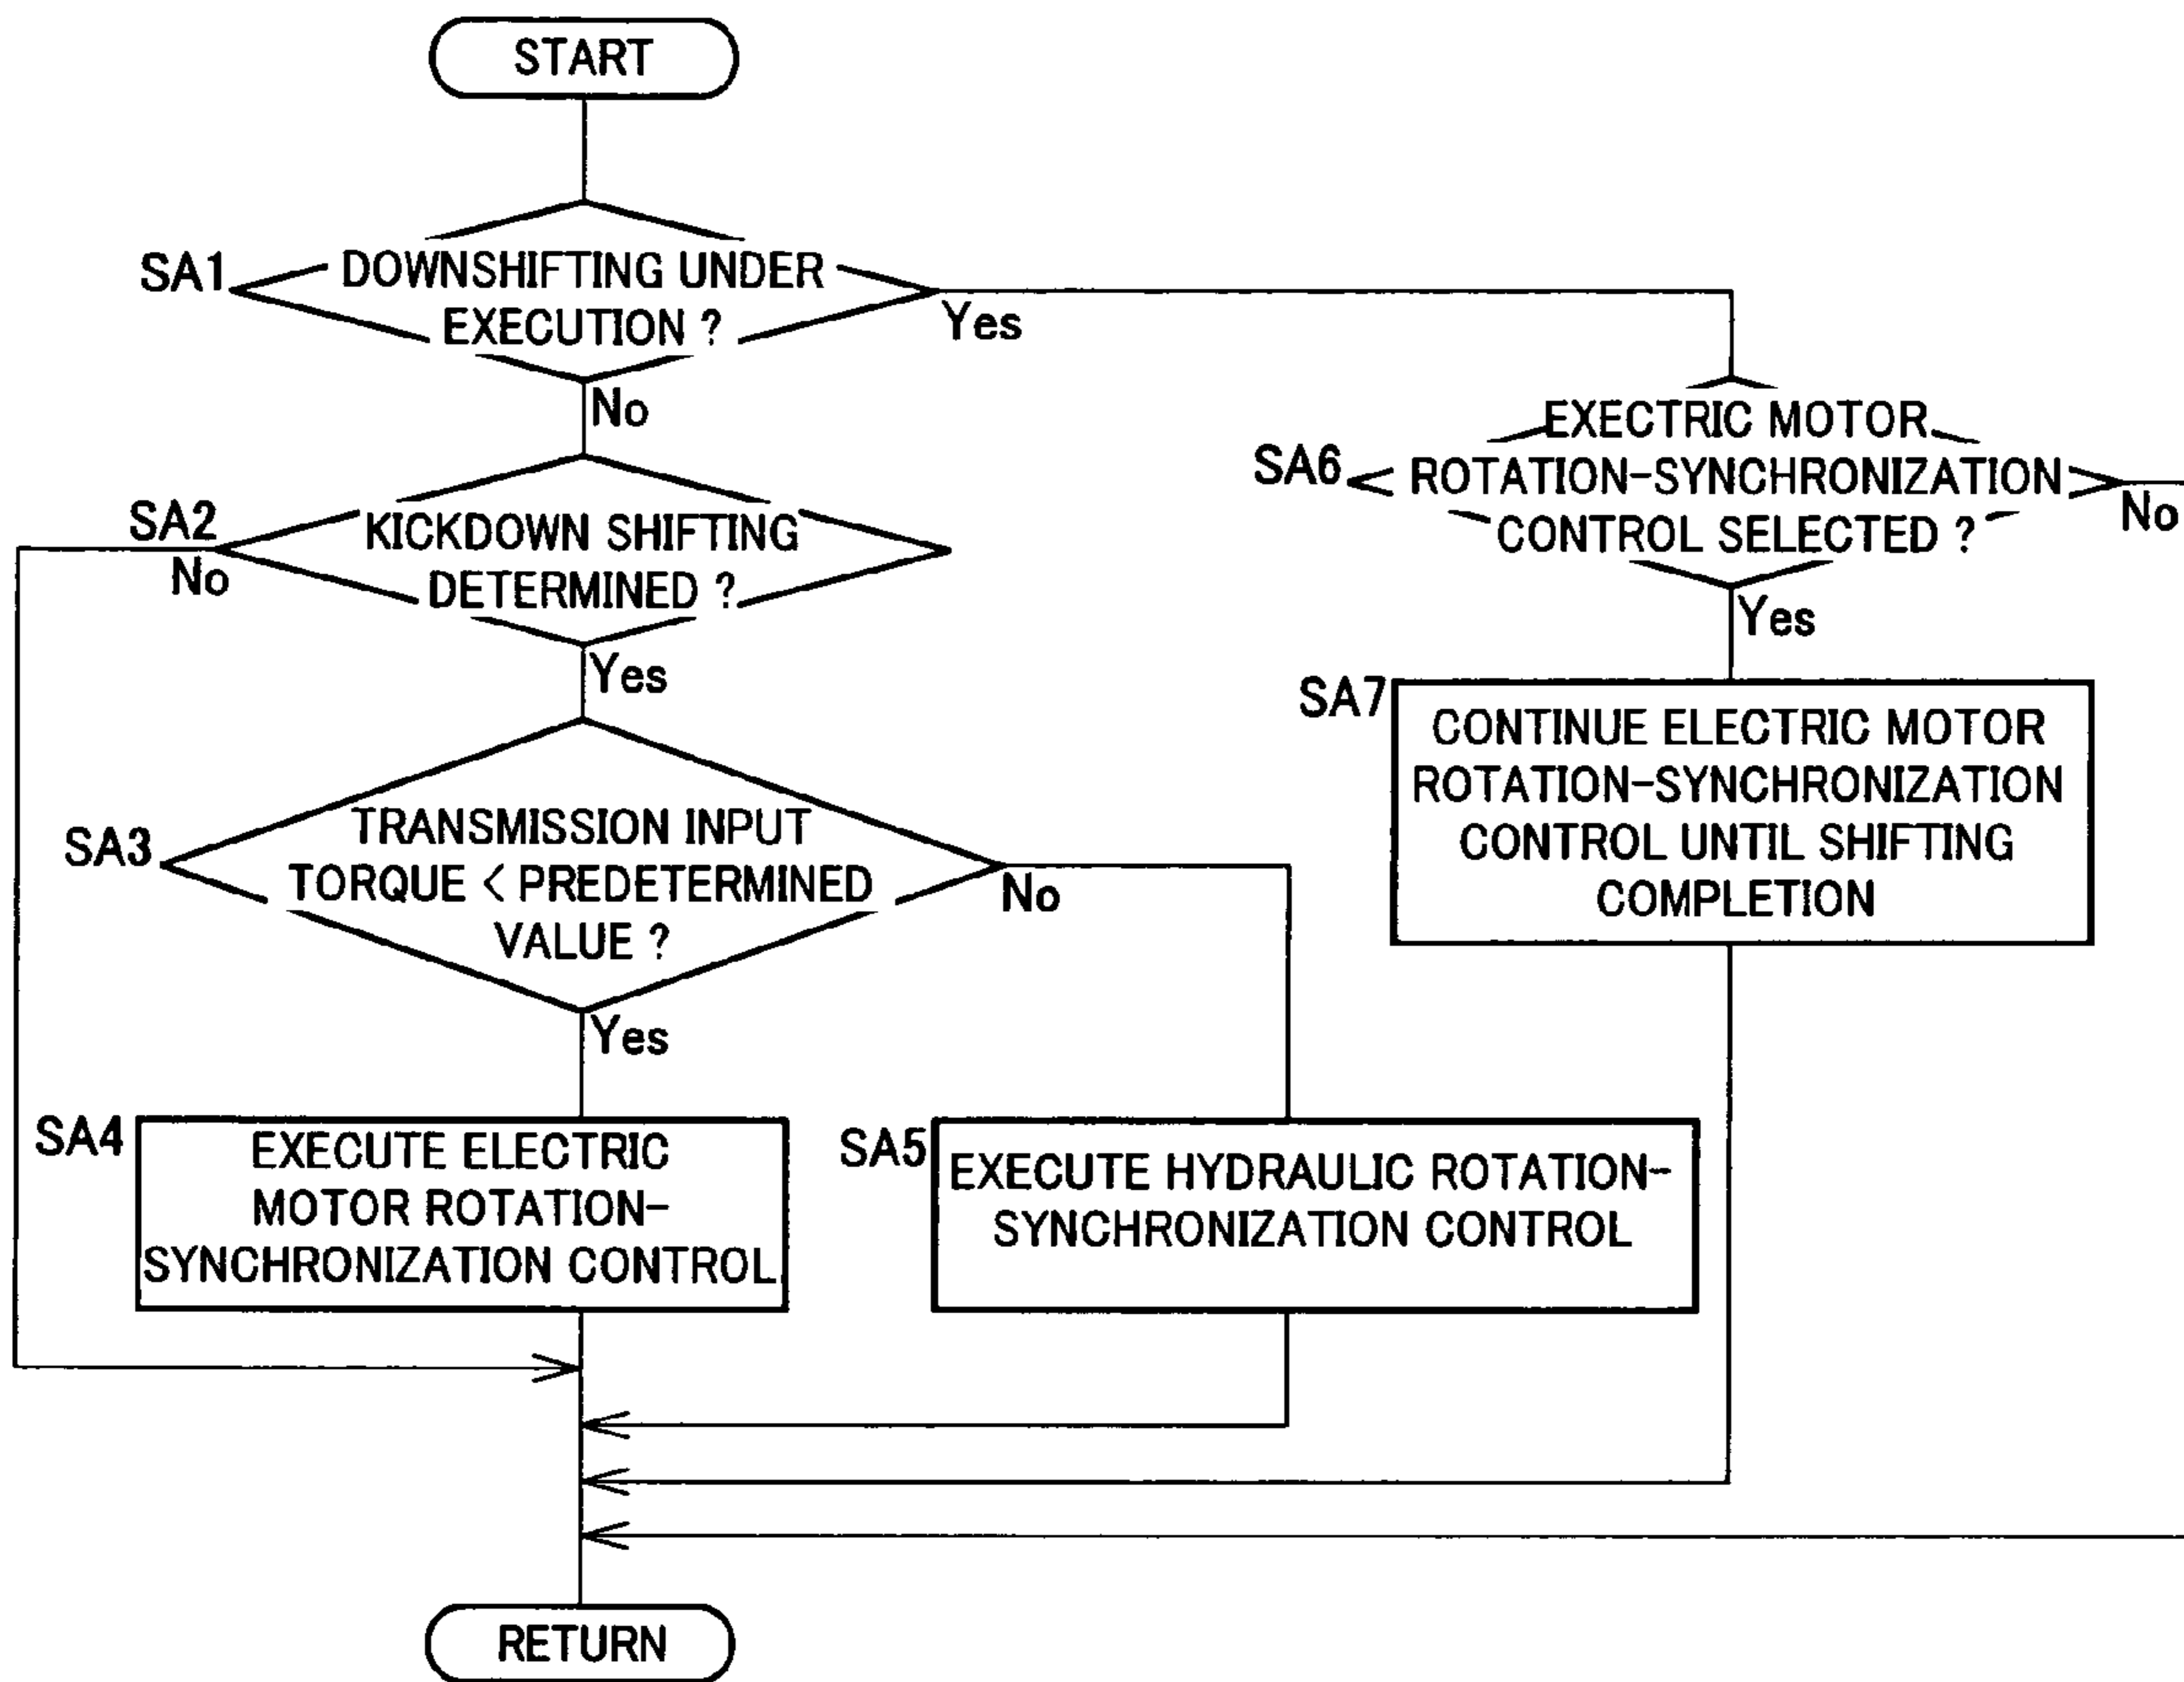 START
SA1
DOWNSHIFTING UNDER
EXECUTION ?
Yes
No
SA2
KICKDOWN SHIFTING
DETERMINED ?
No
Yes
SA3
TRANSMISSION INPUT
TORQUE < PREDETERMINED
VALUE ?
No
Yes
SA4
EXECUTE ELECTRIC
MOTOR ROTATION-
SYNCHRONIZATION CONTROL
SA5
EXECUTE HYDRAULIC ROTATION-
SYNCHRONIZATION CONTROL
SA6
EXECTRIC MOTOR
ROTATION-SYNCHRONIZATION
CONTROL SELECTED ?
No
Yes
SA7
CONTINUE ELECTRIC MOTOR
ROTATION-SYNCHRONIZATION
CONTROL UNTIL SHIFTING
COMPLETION
RETURN